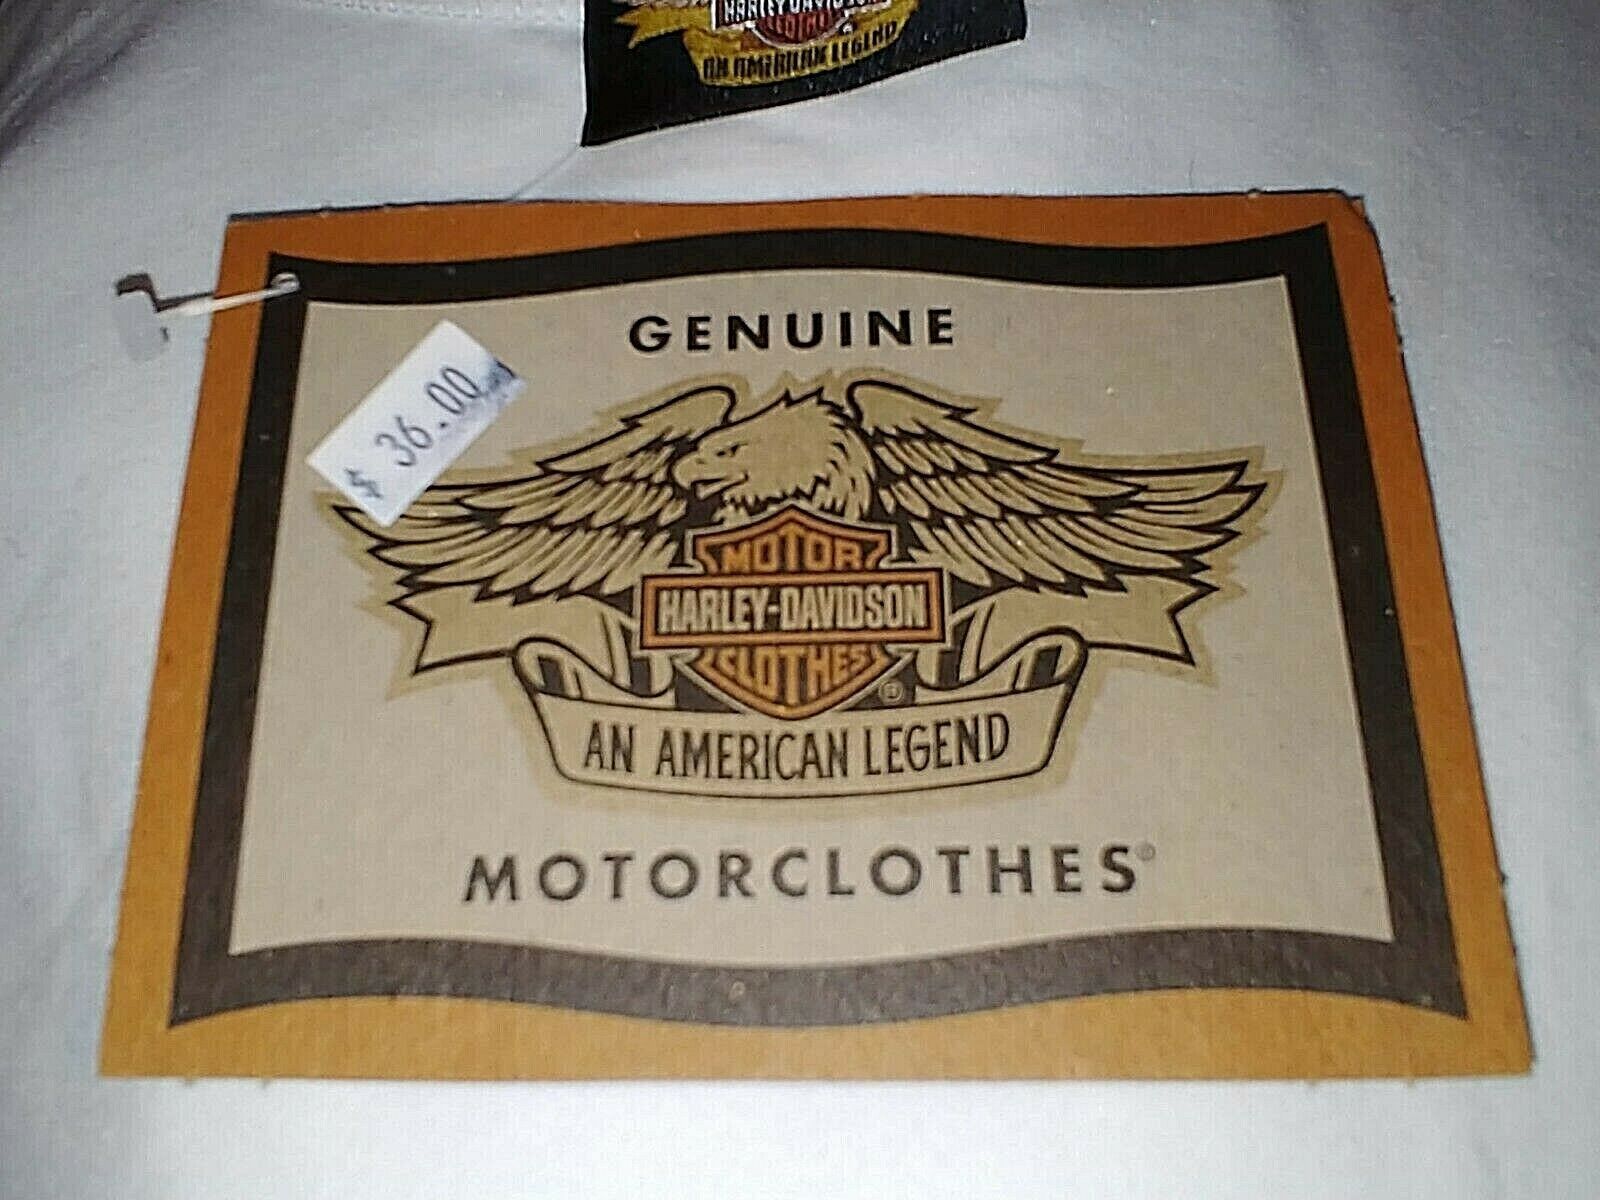 HARLEY-DAVIDSON
AN AMERICAN LEGEND
GENUINE
$ 36.00
MOTOR
HARLEY-DAVIDSON
CLOTHES
®
AN AMERICAN LEGEND
MOTORCLOTHES®